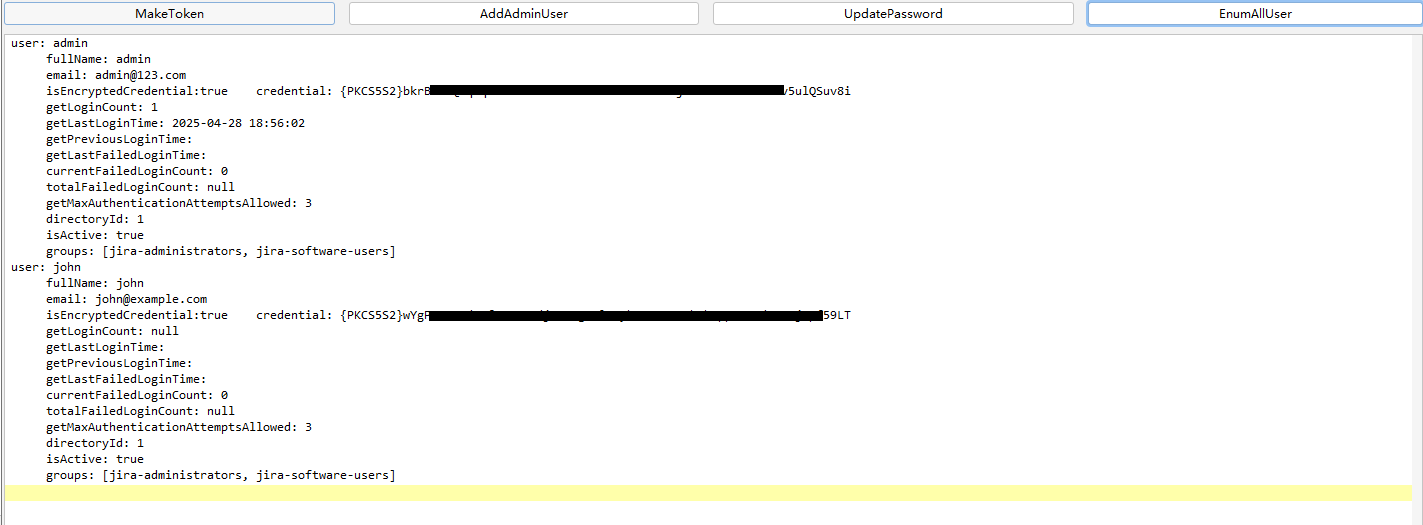 MakeToken AddAdminUser UpdatePassword EnumAllUser
user: admin
fullName: admin
email: admin@123.com
isEncryptedCredential:true credential: {PKCS5S2}bkr v5ulQSuv8i
getLoginCount: 1
getLastLoginTime: 2025-04-28 18:56:02
getPreviousLoginTime:
getLastFailedLoginTime:
currentFailedLoginCount: 0
totalFailedLoginCount: null
getMaxAuthenticationAttemptsAllowed: 3
directoryId: 1
isActive: true
groups: [jira-administrators, jira-software-users]
user: john
fullName: john
email: john@example.com
isEncryptedCredential:true credential: {PKCS5S2}wYg 59LT
getLoginCount: null
getLastLoginTime:
getPreviousLoginTime:
getLastFailedLoginTime:
currentFailedLoginCount: 0
totalFailedLoginCount: null
getMaxAuthenticationAttemptsAllowed: 3
directoryId: 1
isActive: true
groups: [jira-administrators, jira-software-users]